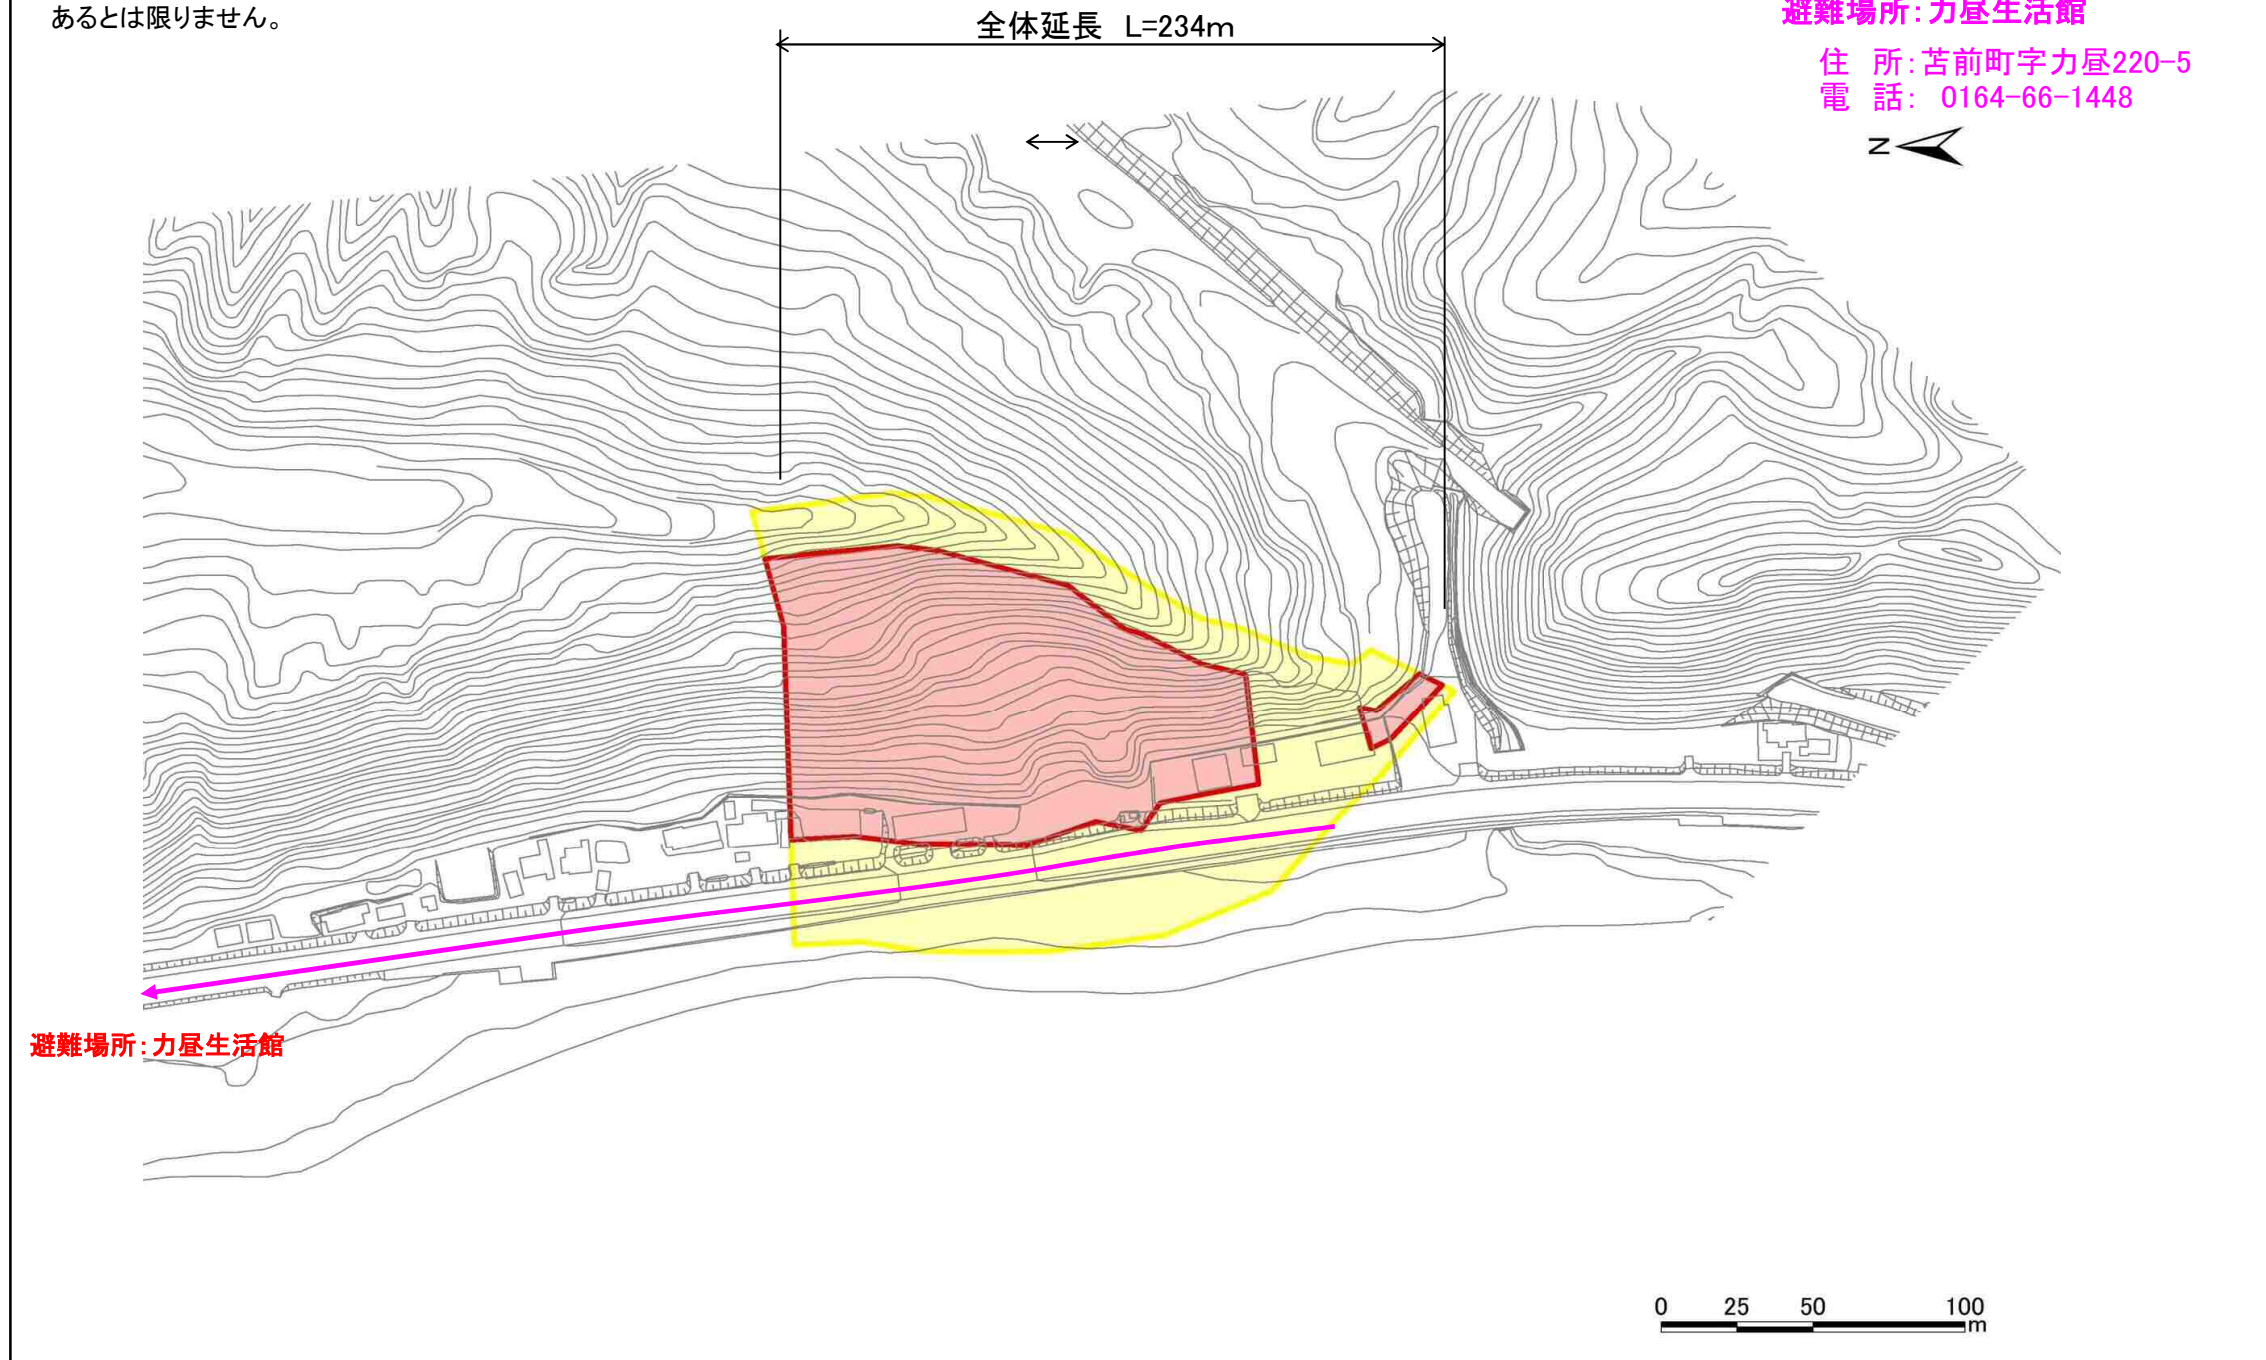 あるとは限りません。
全体延長 L=234m
避難場所:力昼生活館
住 所:苫前町字力昼220-5
電 話: 0164-66-1448
N
避難場所:力昼生活館
0 25 50 100
m